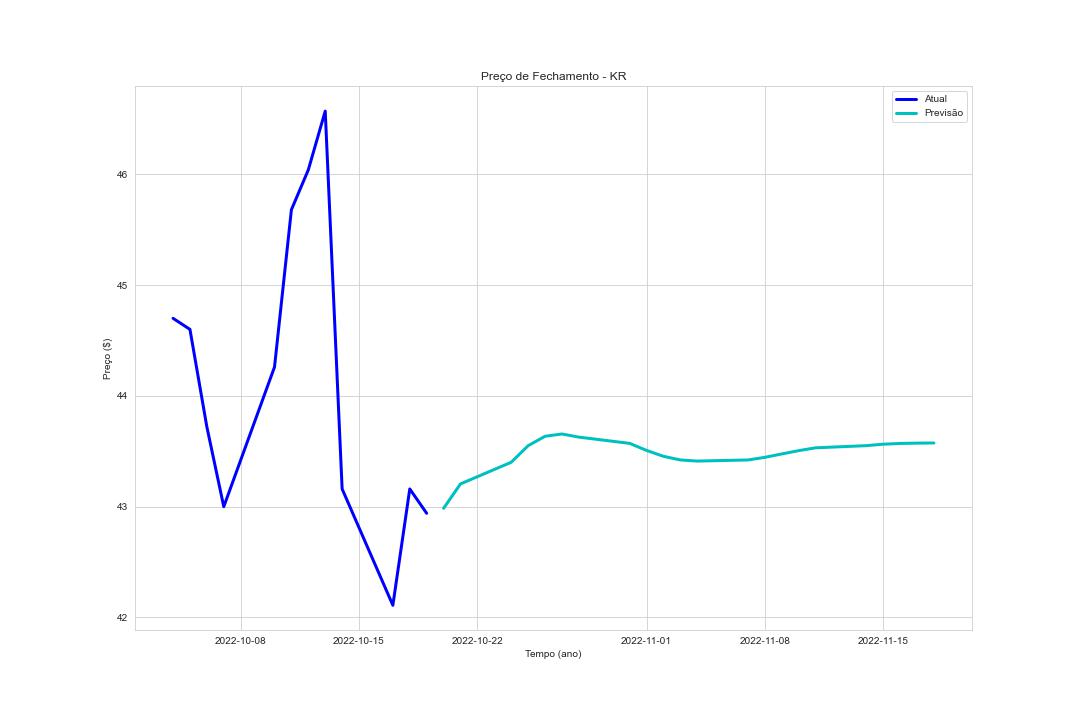 Preço de Fechamento - KR
Atual
Previsão
46
45
44
43
42
Preço ($)
2022-10-08
2022-10-15
2022-10-22
2022-11-01
2022-11-08
2022-11-15
Tempo (ano)